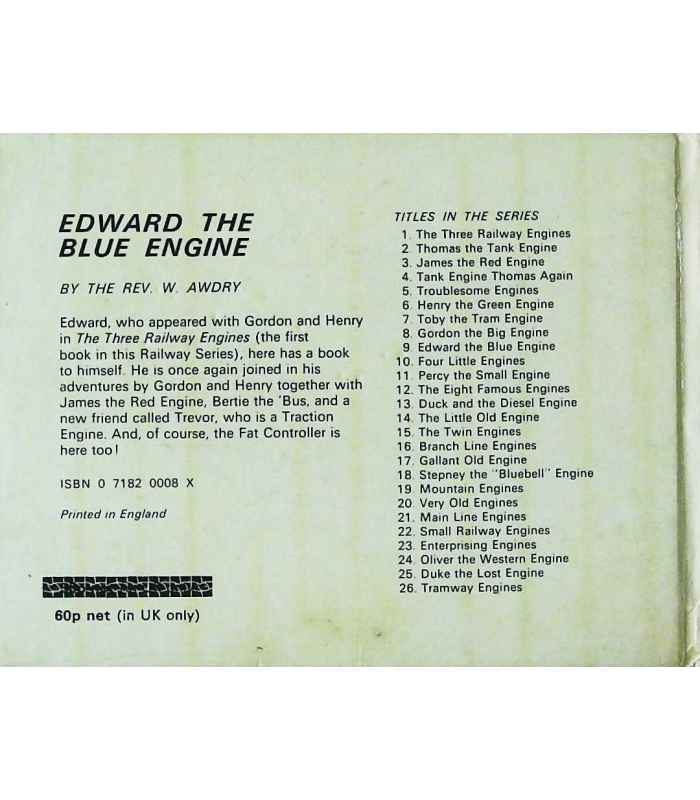 EDWARD THE
BLUE ENGINE
BY THE REV. W. AWDRY
Edward, who appeared with Gordon and Henry
in The Three Railway Engines (the first
book in this Railway Series), here has a book
to himself. He is once again joined in his
adventures by Gordon and Henry together with
James the Red Engine, Bertie the 'Bus, and a
new friend called Trevor, who is a Traction
Engine. And, of course, the Fat Controller is
here too!
ISBN 0 7182 0008 X
Printed in England
60p net (in UK only)
TITLES IN THE SERIES
1. The Three Railway Engines
2. Thomas the Tank Engine
3. James the Red Engine
4. Tank Engine Thomas Again
5. Troublesome Engines
6. Henry the Green Engine
7. Toby the Tram Engine
8. Gordon the Big Engine
9. Edward the Blue Engine
10. Four Little Engines
11. Percy the Small Engine
12. The Eight Famous Engines
13. Duck and the Diesel Engine
14. The Little Old Engine
15. The Twin Engines
16. Branch Line Engines
17. Gallant Old Engine
18. Stepney the "Bluebell" Engine
19. Mountain Engines
20. Very Old Engines
21. Main Line Engines
22. Small Railway Engines
23. Enterprising Engines
24. Oliver the Western Engine
25. Duke the Lost Engine
26. Tramway Engines